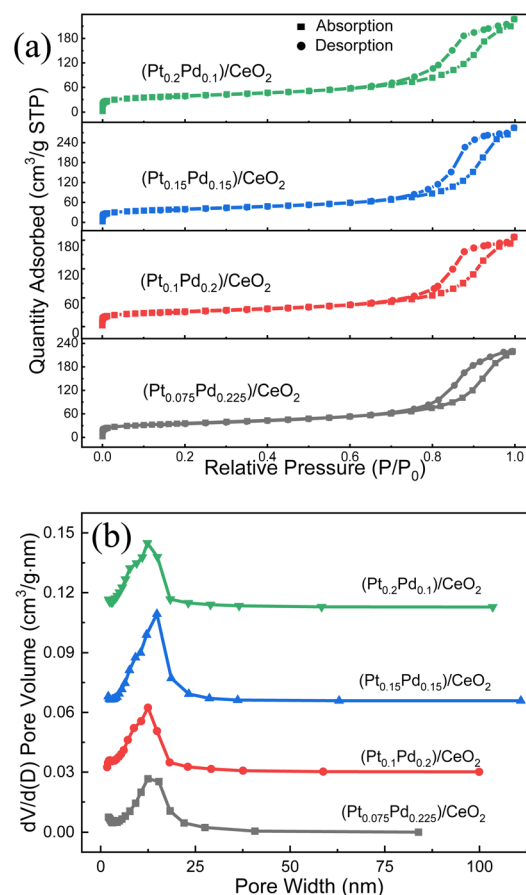 (a)
Absorption
Desorption
Quantity Adsorbed (cm³/g STP)
180
120
60
0
(Pt₀.₂Pd₀.₁)/CeO₂
240
180
120
60
0
(Pt₀.₁₅Pd₀.₁₅)/CeO₂
180
120
60
0
(Pt₀.₁Pd₀.₂)/CeO₂
240
180
120
60
0
(Pt₀.₀₇₅Pd₀.₂₂₅)/CeO₂
0.0 0.2 0.4 0.6 0.8 1.0
Relative Pressure (P/P₀)
(b)
dV/d(D) Pore Volume (cm³/g·nm)
0.15
0.12
0.09
0.06
0.03
0.00
(Pt₀.₂Pd₀.₁)/CeO₂
(Pt₀.₁₅Pd₀.₁₅)/CeO₂
(Pt₀.₁Pd₀.₂)/CeO₂
(Pt₀.₀₇₅Pd₀.₂₂₅)/CeO₂
0 25 50 75 100
Pore Width (nm)